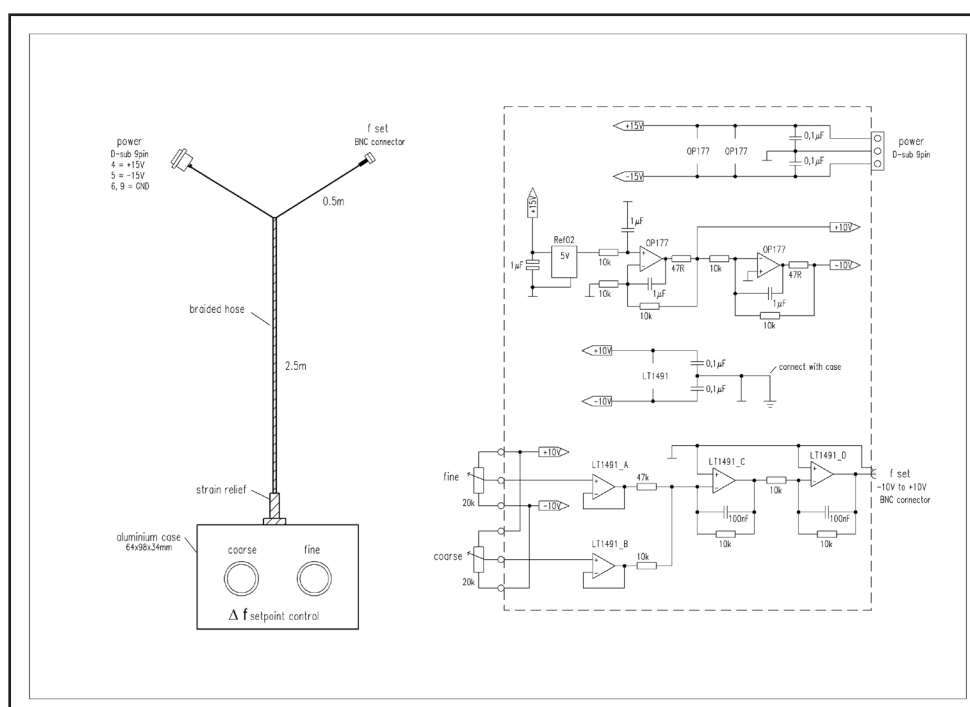 power
D-sub 9pin
4 = +15V
5 = -15V
6, 9 = GND
f set
BNC connector
0.5m
braided hose
2.5m
strain relief
aluminium case
64x98x34mm
coarse
fine
Δ f setpoint control
+15V
OP177
OP177
0,1µF
0,1µF
-15V
power
D-sub 9pin
+15V
1µF
Ref02
5V
10k
1µF
OP177
47R
10k
10k
1µF
10k
OP177
47R
1µF
10k
+10V
-10V
+10V
LT1491
0,1µF
0,1µF
-10V
connect with case
fine
20k
coarse
20k
+10V
-10V
LT1491_A
47k
LT1491_B
10k
LT1491_C
100nF
10k
10k
LT1491_D
100nF
10k
f set
-10V to +10V
BNC connector